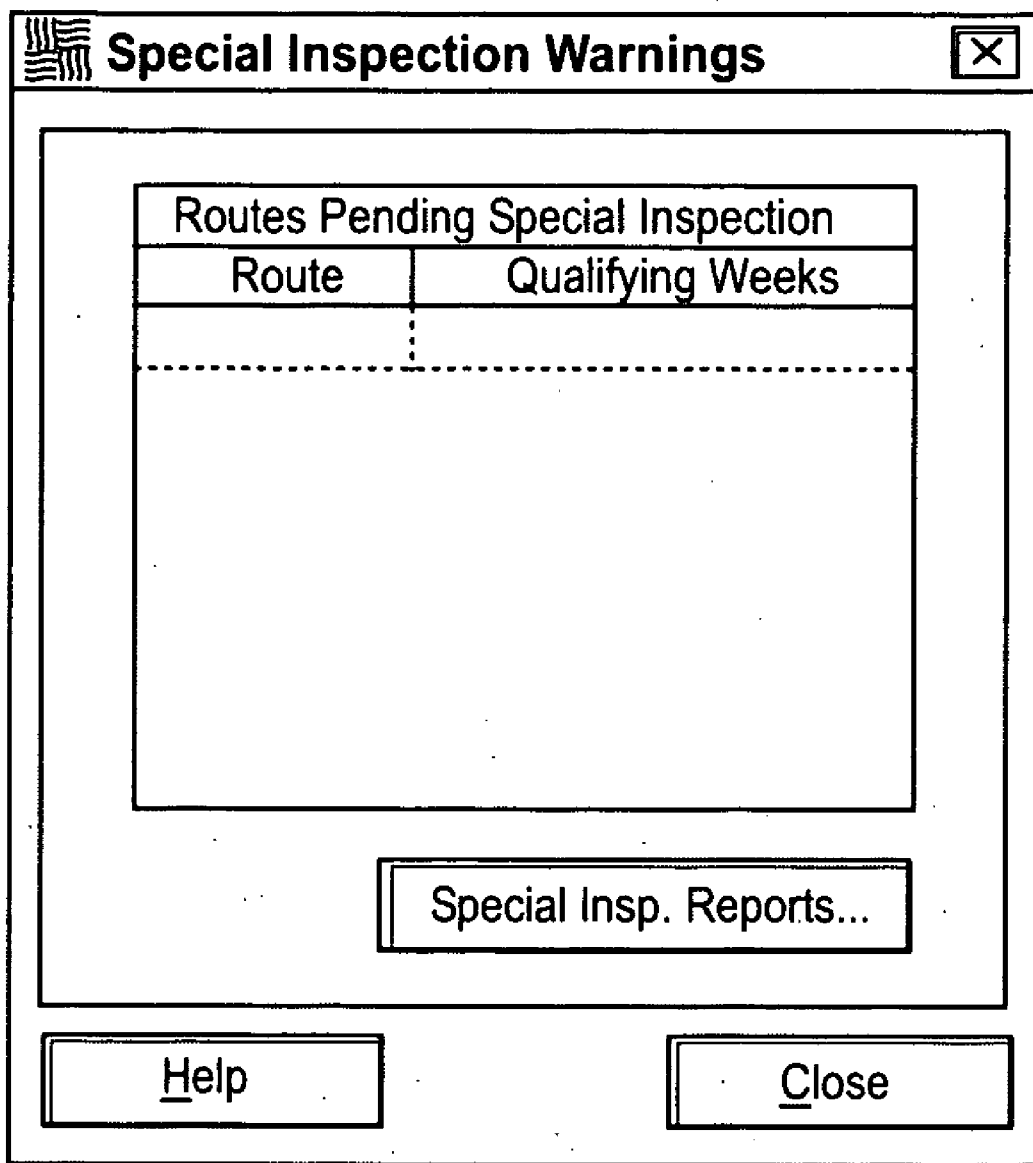 Special Inspection Warnings
Routes Pending Special Inspection
Route Qualifying Weeks
Special Insp. Reports...
Help Close